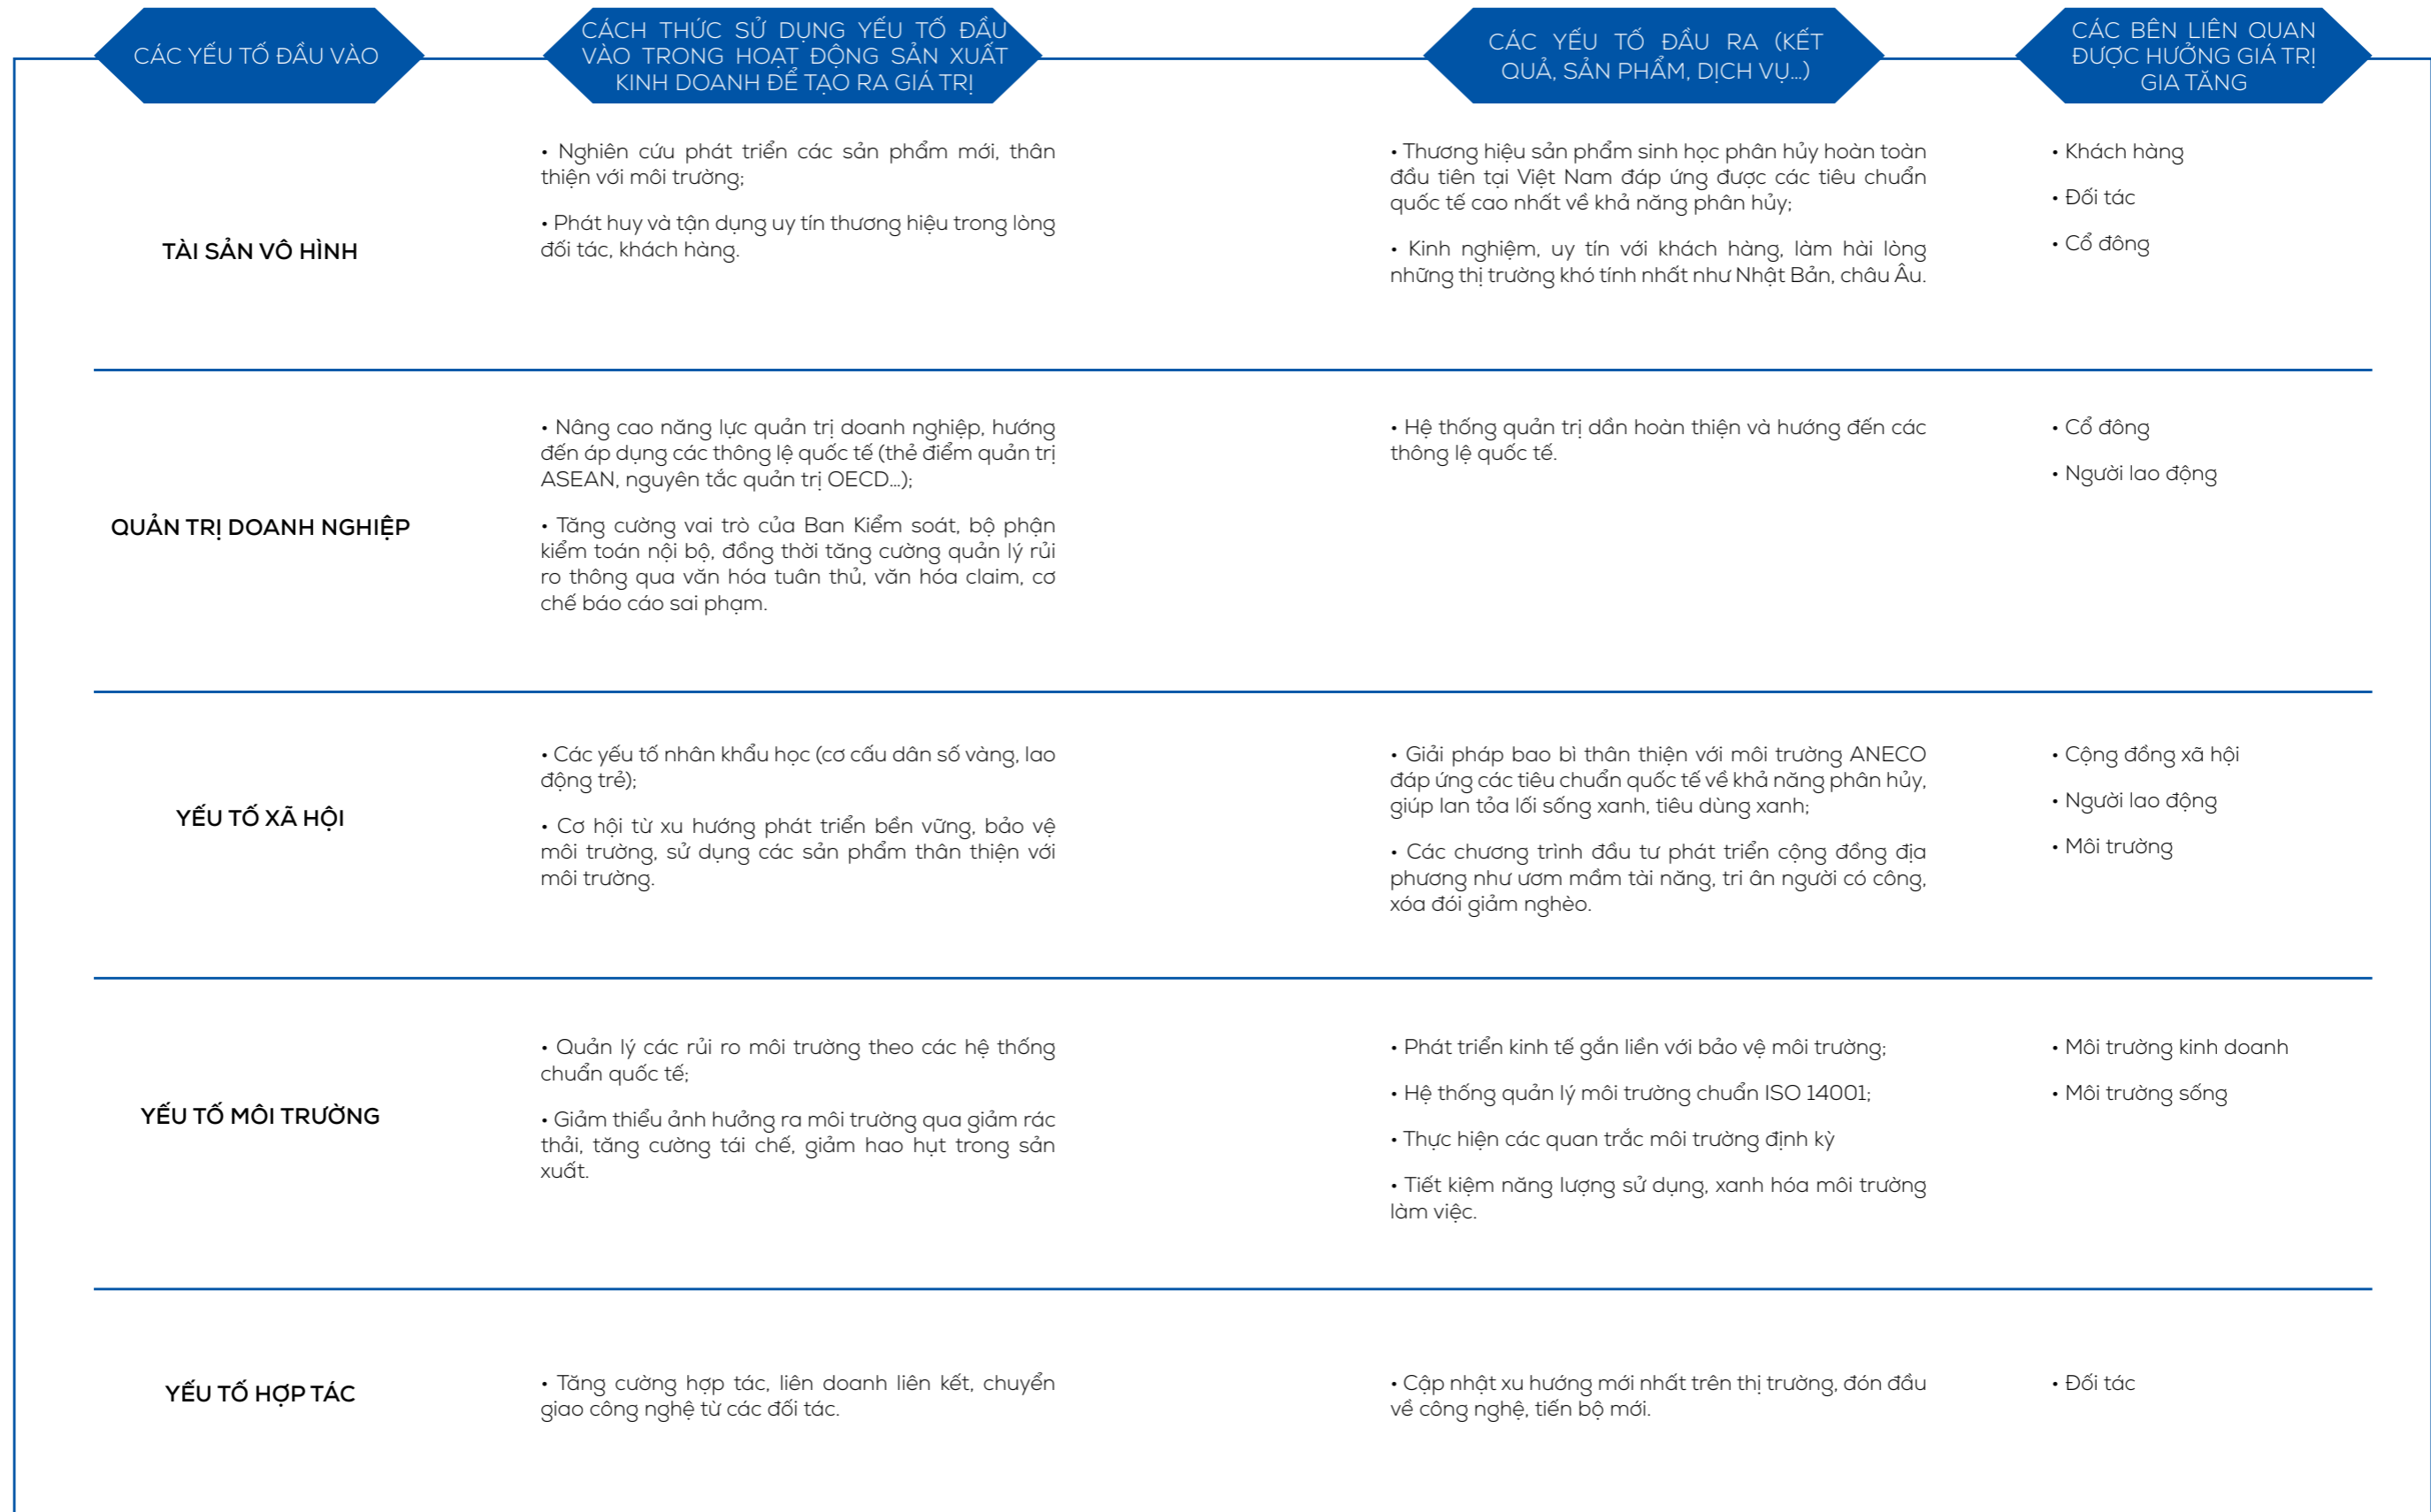 CÁC YẾU TỐ ĐẦU VÀO
CÁCH THỨC SỬ DỤNG YẾU TỐ ĐẦU
VÀO TRONG HOẠT ĐỘNG SẢN XUẤT
KINH DOANH ĐỂ TẠO RA GIÁ TRỊ
CÁC YẾU TỐ ĐẦU RA (KẾT
QUẢ, SẢN PHẨM, DỊCH VỤ...)
CÁC BÊN LIÊN QUAN
ĐƯỢC HƯỞNG GIÁ TRỊ
GIA TĂNG
TÀI SẢN VÔ HÌNH
• Nghiên cứu phát triển các sản phẩm mới, thân
thiện với môi trường;
• Phát huy và tận dụng uy tín thương hiệu trong lòng
đối tác, khách hàng.
• Thương hiệu sản phẩm sinh học phân hủy hoàn toàn
đầu tiên tại Việt Nam đáp ứng được các tiêu chuẩn
quốc tế cao nhất về khả năng phân hủy;
• Kinh nghiệm, uy tín với khách hàng, làm hài lòng
những thị trường khó tính nhất như Nhật Bản, châu Âu.
• Khách hàng
• Đối tác
• Cổ đông
QUẢN TRỊ DOANH NGHIỆP
• Nâng cao năng lực quản trị doanh nghiệp, hướng
đến áp dụng các thông lệ quốc tế (thẻ điểm quản trị
ASEAN, nguyên tắc quản trị OECD...);
• Tăng cường vai trò của Ban Kiểm soát, bộ phận
kiểm toán nội bộ, đồng thời tăng cường quản lý rủi
ro thông qua văn hóa tuân thủ, văn hóa claim, cơ
chế báo cáo sai phạm.
• Hệ thống quản trị dần hoàn thiện và hướng đến các
thông lệ quốc tế.
• Cổ đông
• Người lao động
YẾU TỐ XÃ HỘI
• Các yếu tố nhân khẩu học (cơ cấu dân số vàng, lao
động trẻ);
• Cơ hội từ xu hướng phát triển bền vững, bảo vệ
môi trường, sử dụng các sản phẩm thân thiện với
môi trường.
• Giải pháp bao bì thân thiện với môi trường ANECO
đáp ứng các tiêu chuẩn quốc tế về khả năng phân hủy,
giúp lan tỏa lối sống xanh, tiêu dùng xanh;
• Các chương trình đầu tư phát triển cộng đồng địa
phương như ươm mầm tài năng, tri ân người có công,
xóa đói giảm nghèo.
• Cộng đồng xã hội
• Người lao động
• Môi trường
YẾU TỐ MÔI TRƯỜNG
• Quản lý các rủi ro môi trường theo các hệ thống
chuẩn quốc tế;
• Giảm thiểu ảnh hưởng ra môi trường qua giảm rác
thải, tăng cường tái chế, giảm hao hụt trong sản
xuất.
• Phát triển kinh tế gắn liền với bảo vệ môi trường;
• Hệ thống quản lý môi trường chuẩn ISO 14001;
• Thực hiện các quan trắc môi trường định kỳ
• Tiết kiệm năng lượng sử dụng, xanh hóa môi trường
làm việc.
• Môi trường kinh doanh
• Môi trường sống
YẾU TỐ HỢP TÁC
• Tăng cường hợp tác, liên doanh liên kết, chuyển
giao công nghệ từ các đối tác.
• Cập nhật xu hướng mới nhất trên thị trường, đón đầu
về công nghệ, tiến bộ mới.
• Đối tác